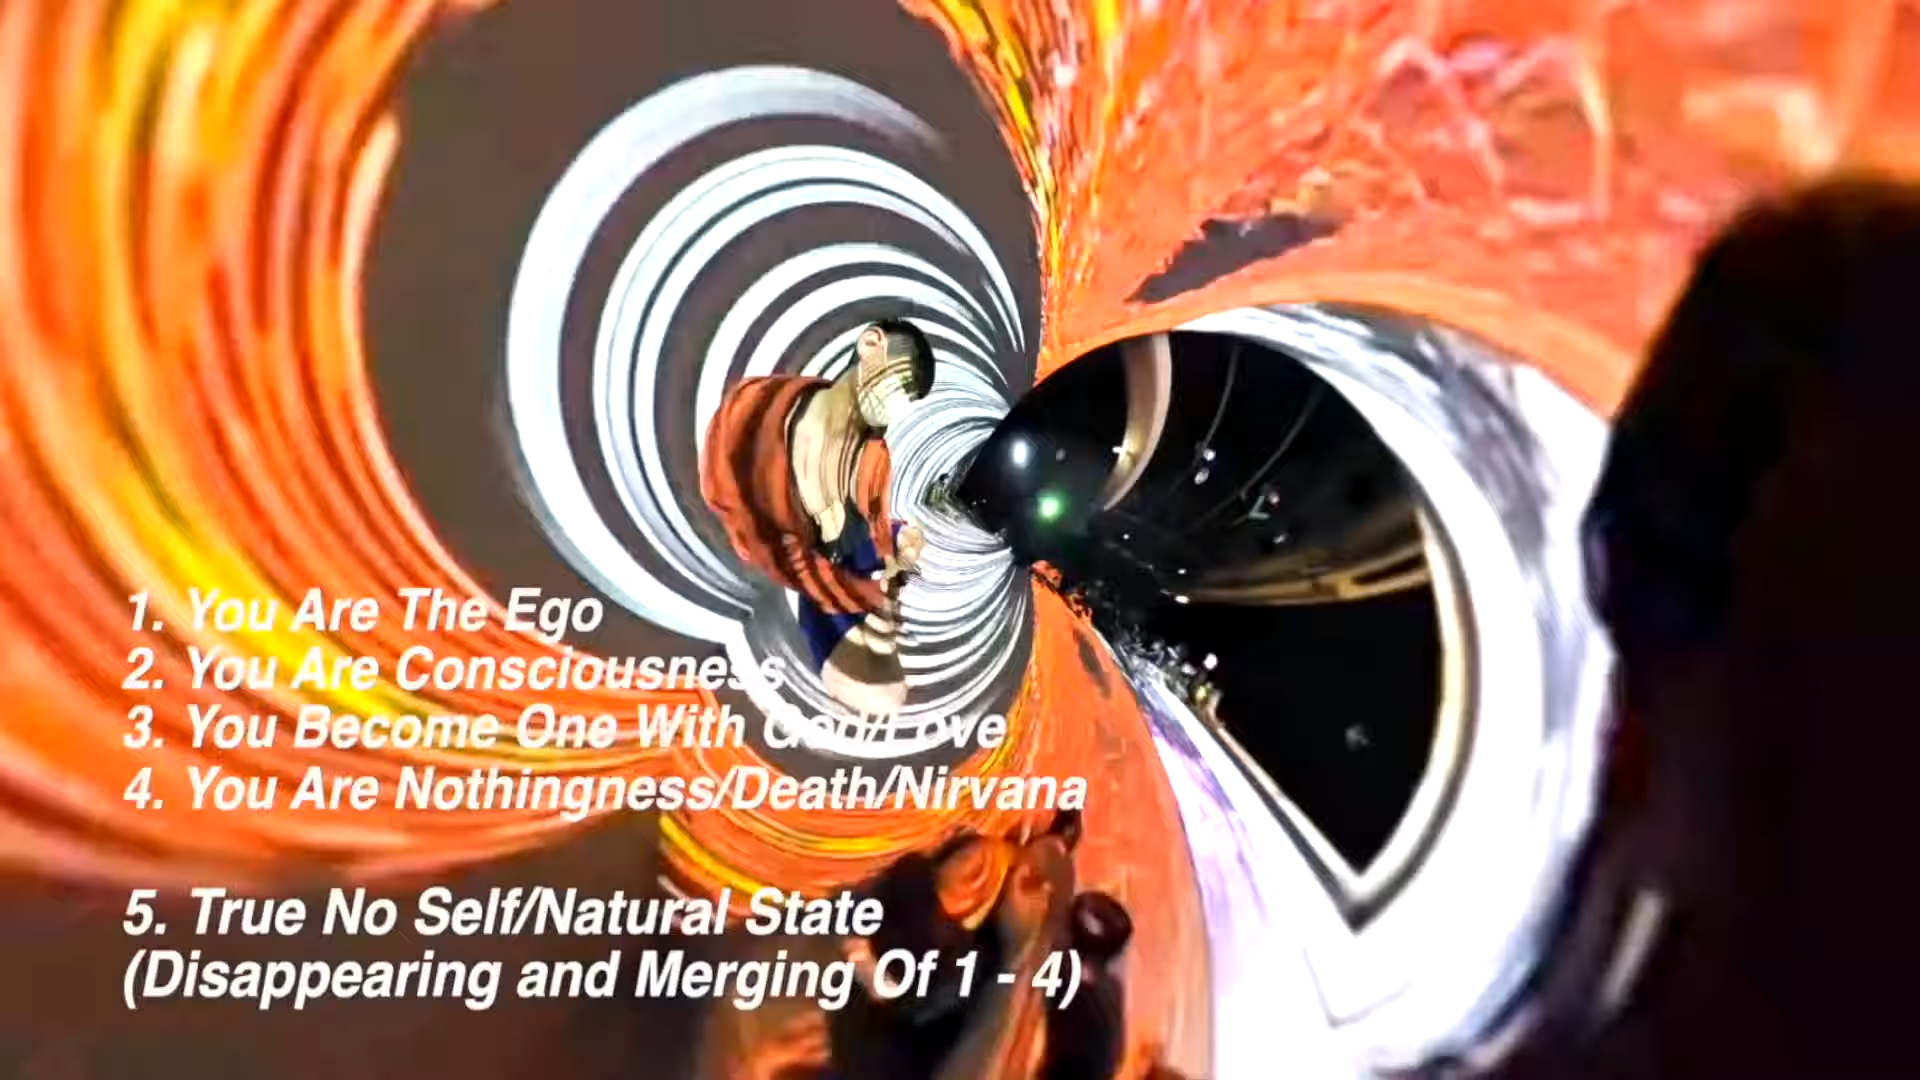 1. You Are The Ego
2. You Are Consciousness
3. You Become One With God/Love
4. You Are Nothingness/Death/Nirvana
5. True No Self/Natural State
(Disappearing and Merging Of 1 - 4)